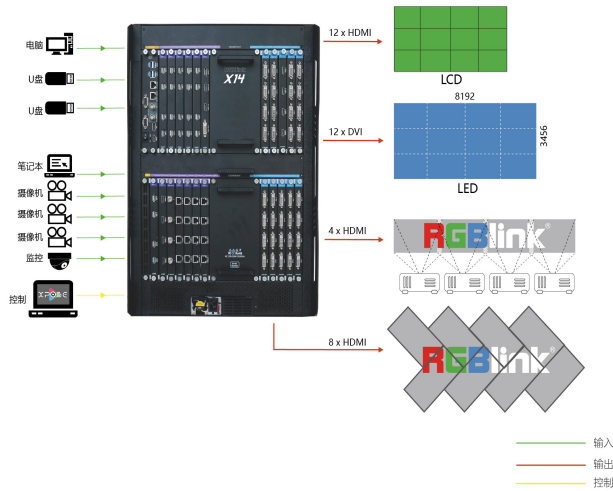 电脑
U盘
U盘
笔记本
摄像机
摄像机
摄像机
监控
控制
XPOSE
X14
12 x HDMI
LCD
12 x DVI
8192
3456
LED
4 x HDMI
RGBlink®
8 x HDMI
RGBlink®
输入
输出
控制